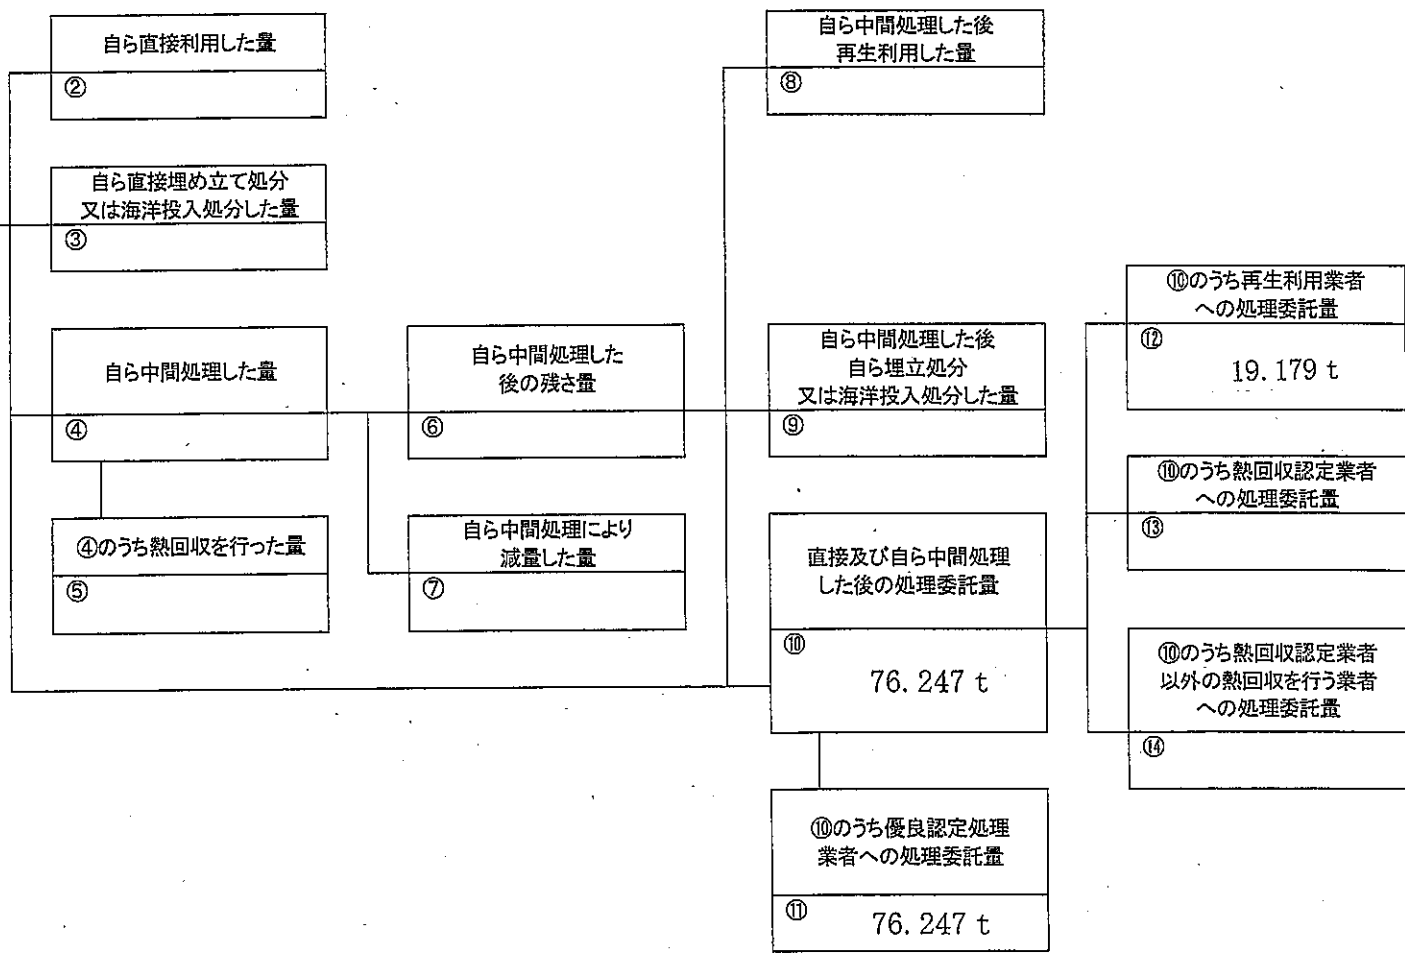 自ら直接利用した量
②
自ら中間処理した後
再生利用した量
⑧
自ら直接埋め立て処分
又は海洋投入処分した量
③
⑩のうち再生利用業者
への処理委託量
⑫
19.179 t
自ら中間処理した量
④
自ら中間処理した
後の残さ量
⑥
自ら中間処理した後
自ら埋立処分
又は海洋投入処分した量
⑨
⑩のうち熱回収認定業者
への処理委託量
⑬
④のうち熱回収を行った量
⑤
自ら中間処理により
減量した量
⑦
直接及び自ら中間処理
した後の処理委託量
⑩
76.247 t
⑩のうち熱回収認定業者
以外の熱回収を行う業者
への処理委託量
⑭
⑩のうち優良認定処理
業者への処理委託量
⑪
76.247 t